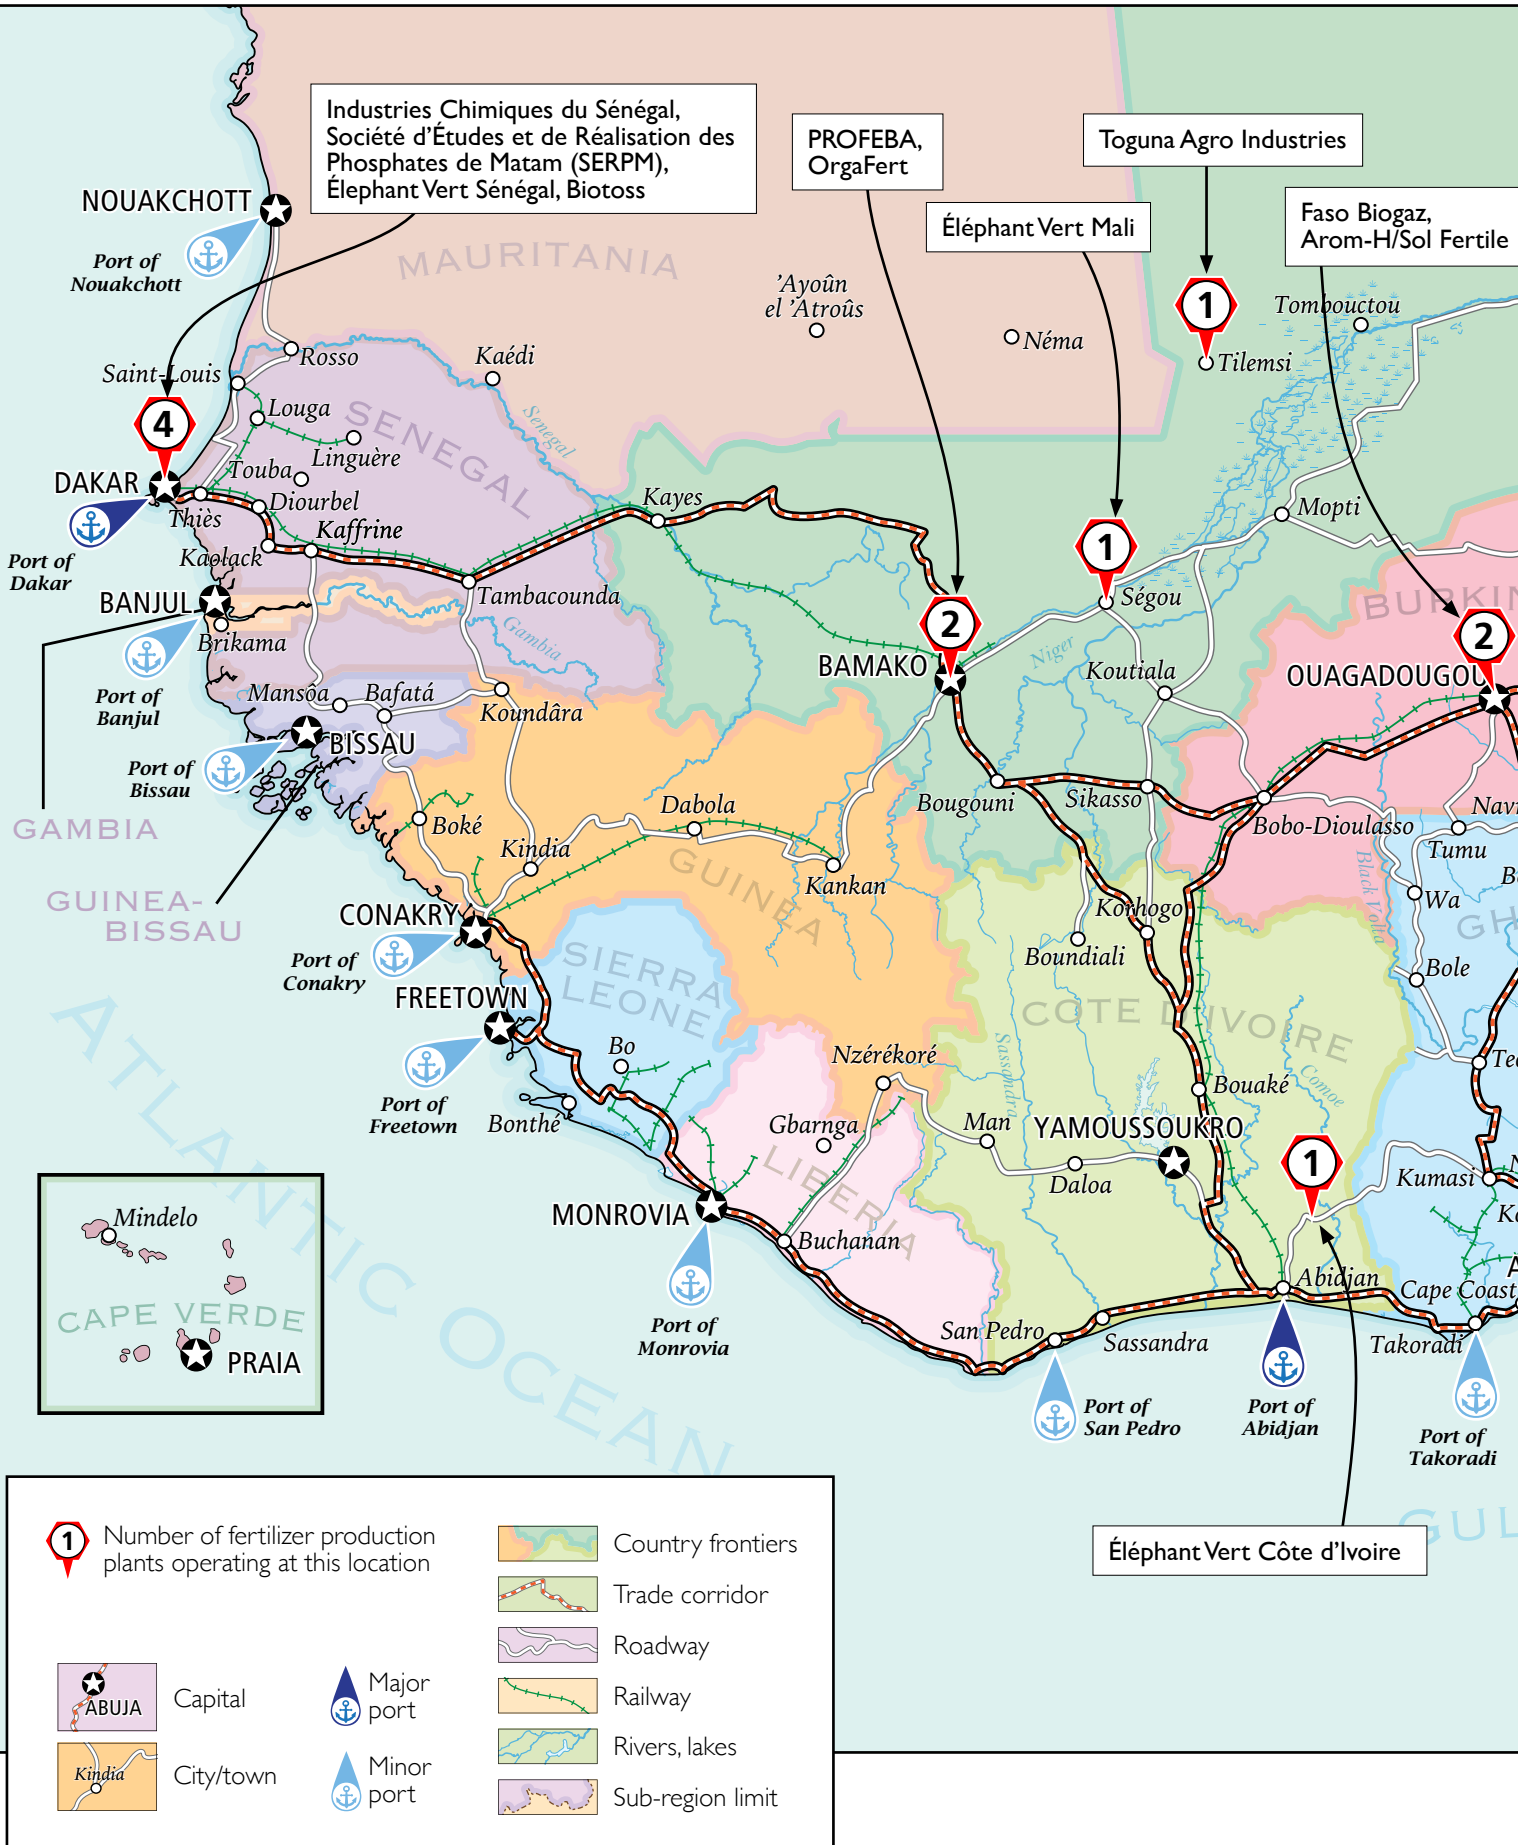 Industries Chimiques du Sénégal,
Société d'Études et de Réalisation des
Phosphates de Matam (SERPM),
Élephant Vert Sénégal, Biotoss
PROFEBA,
OrgaFert
Toguna Agro Industries
Éléphant Vert Mali
Faso Biogaz,
Arom-H/Sol Fertile
NOUAKCHOTT
Port of
Nouakchott
MAURITANIA
'Ayoûn
el 'Atroûs
Néma
1
Tombouctou
Tilemsi
Rosso
Kaédi
Saint-Louis
Louga
SENEGAL
Senegal
4
Linguère
Touba
DAKAR
Diourbel
Thiès
Kaffrine
Kaolack
Port of
Dakar
Kayes
Mopti
1
Ségou
BANJUL
Brikama
Tambacounda
Gambia
2
BAMAKO
Niger
Koutiala
BURKIN
2
OUAGADOUGOU
Port of
Banjul
Mansôa
Bafatá
Koundâra
BISSAU
Port of
Bissau
GAMBIA
Boké
Dabola
Bougouni
Sikasso
Bobo-Dioulasso
Navr
Tumu
Kindia
GUINEA
Kankan
Black Volta
Wa
B
GUINEA-
BISSAU
CONAKRY
Port of
Conakry
Korhogo
Boundiali
GH
Bole
SIERRA
LEONE
FREETOWN
COTE D'IVOIRE
Port of
Freetown
Bo
Nzérékoré
Sassandra
Bouaké
Comoe
Tec
Bonthé
Gbarnga
Man
YAMOUSSOUKRO
1
LIBERIA
Daloa
Kumasi
N
Ko
ATLANTIC OCEAN
MONROVIA
Buchanan
Mindelo
CAPE VERDE
PRAIA
Port of
Monrovia
Abidjan
A
Cape Coast
San Pedro
Sassandra
Takoradi
Port of
San Pedro
Port of
Abidjan
Port of
Takoradi
GUL
Éléphant Vert Côte d'Ivoire
1
Number of fertilizer production
plants operating at this location
ABUJA
Capital
Kindia
City/town
Major
port
Minor
port
Country frontiers
Trade corridor
Roadway
Railway
Rivers, lakes
Sub-region limit